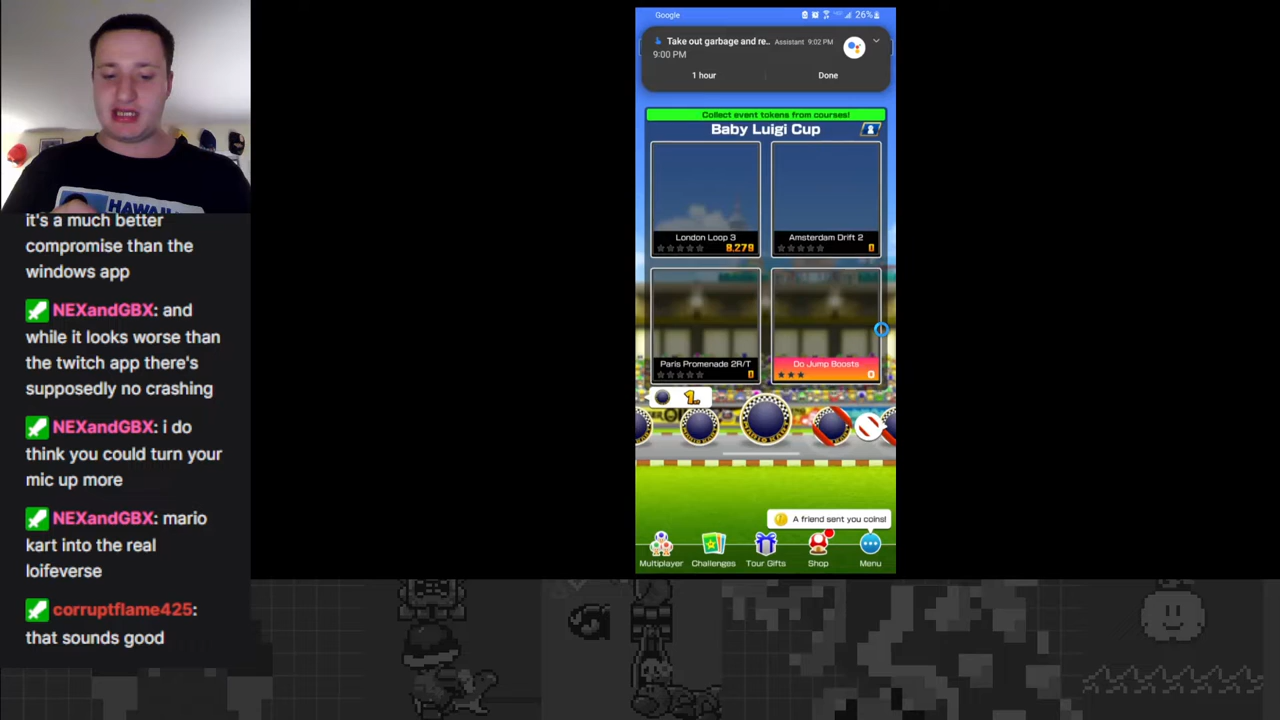 HAWAII
it's a much better
compromise than the
windows app
NEXandGBX: and
while it looks worse than
the twitch app there's
supposedly no crashing
NEXandGBX: i do
think you could turn your
mic up more
NEXandGBX: mario
kart into the real
loifeverse
corruptflame425:
that sounds good
Google
26%
Take out garbage and re.. Assistant 9:02 PM
9:00 PM
1 hour Done
Collect event tokens from courses!
Baby Luigi Cup
London Loop 3
8,279
Amsterdam Drift 2
0
Paris Promenade 2R/T
0
Do Jump Boosts
0
1
A friend sent you coins!
Multiplayer Challenges Tour Gifts Shop Menu